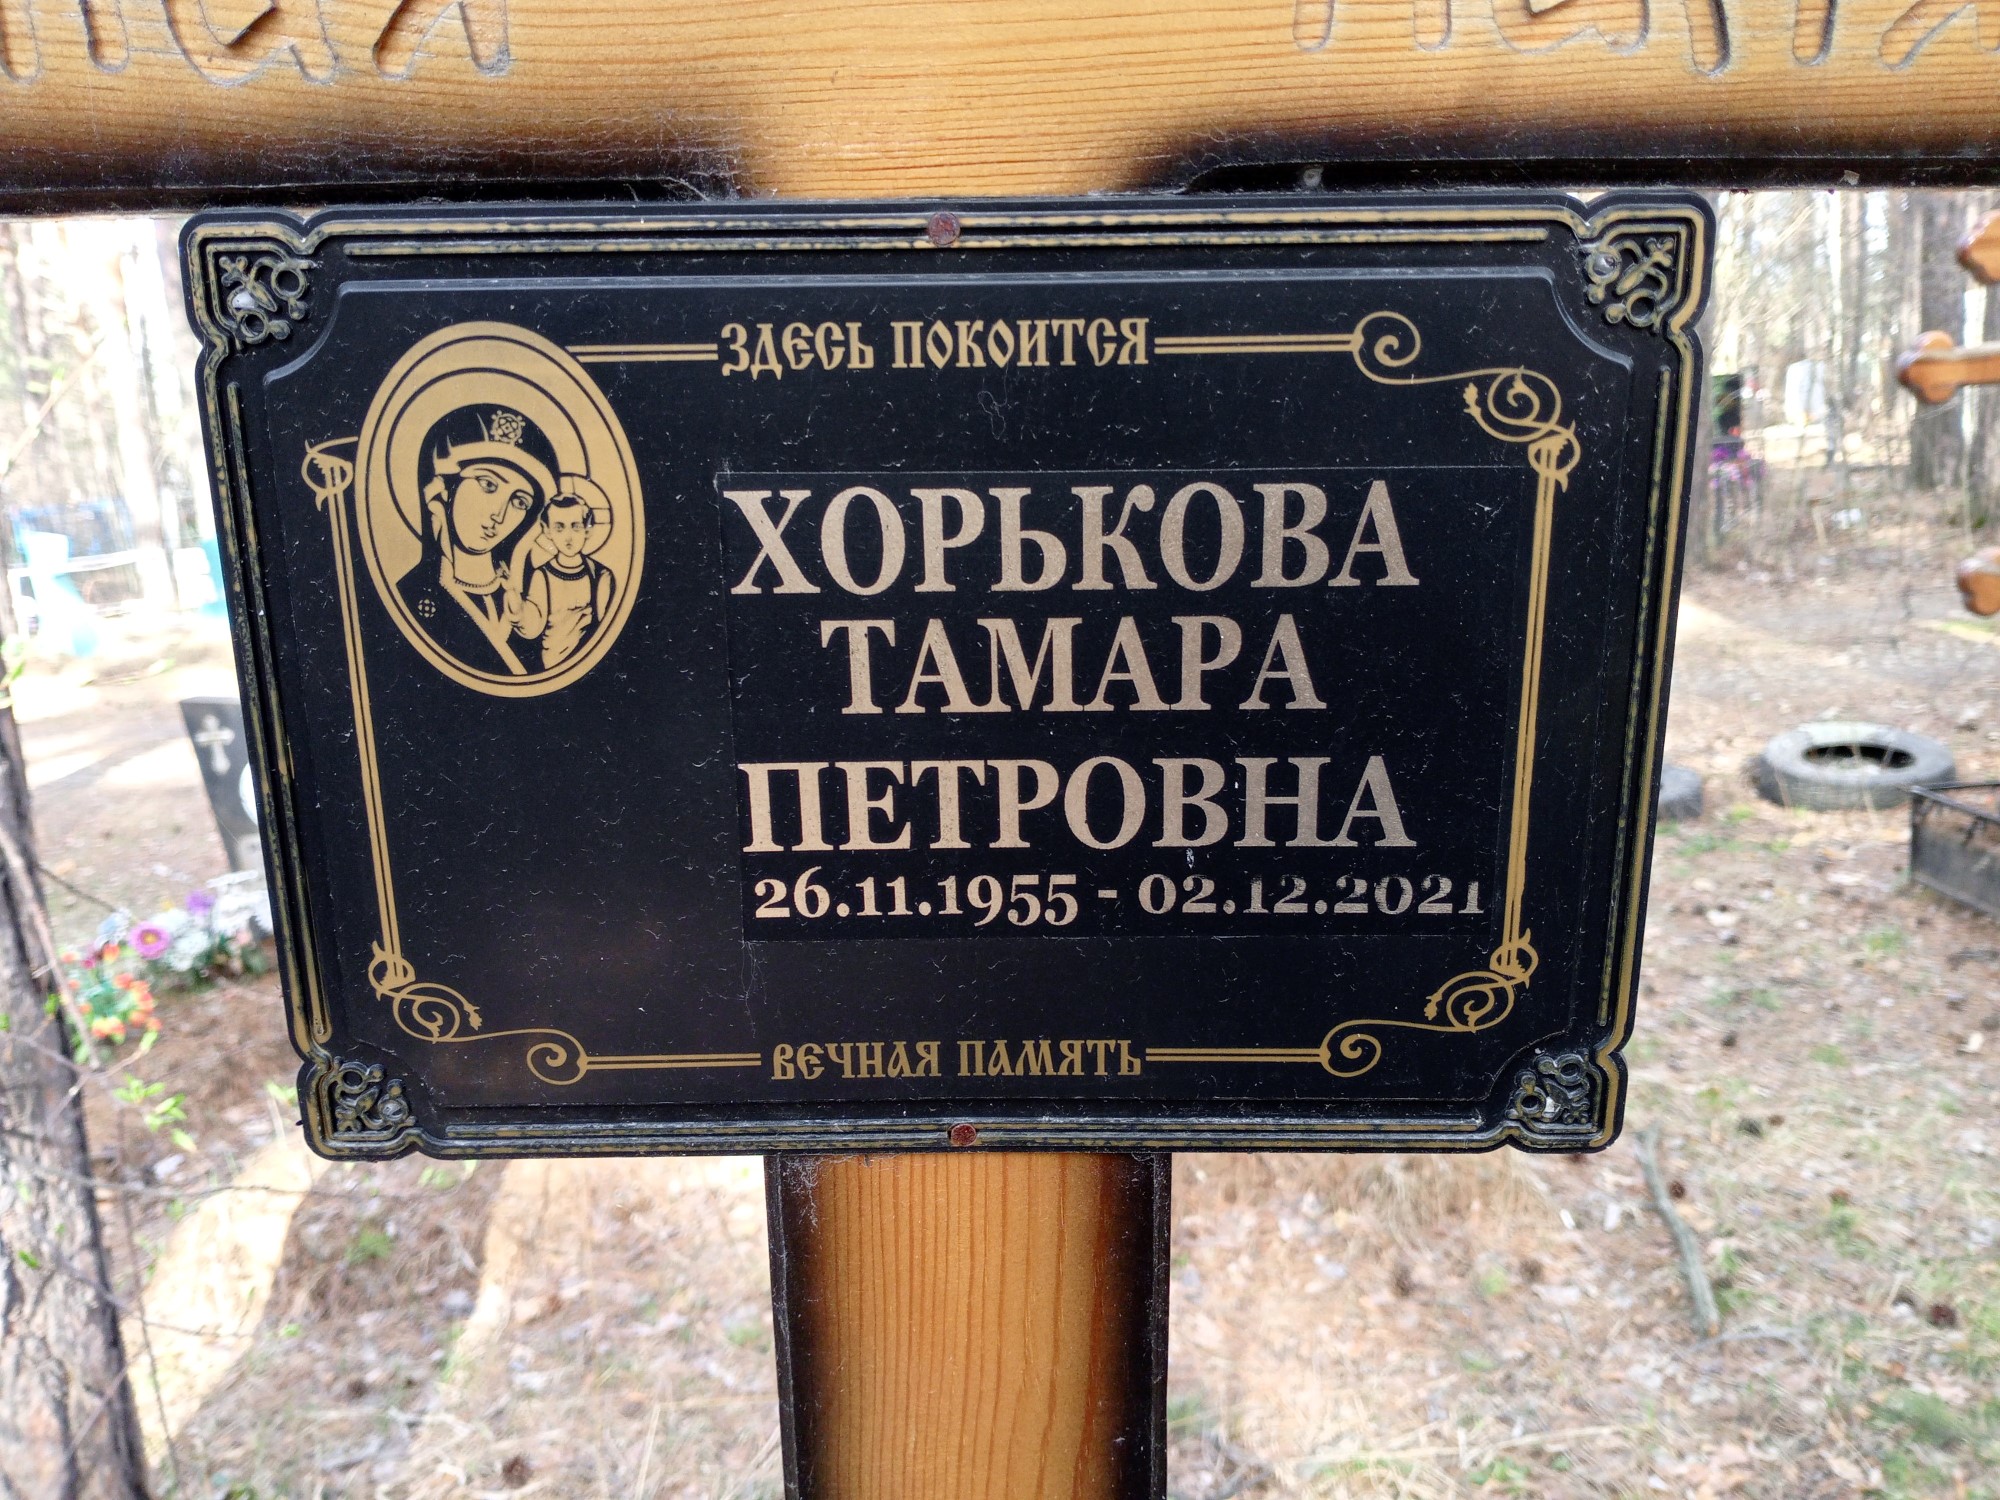 ЗДЕСЬ ПОКОИТСЯ
ХОРЬКОВА
ТАМАРА
ПЕТРОВНА
26.11.1955 - 02.12.2021
ВЕЧНАЯ ПАМЯТЬ